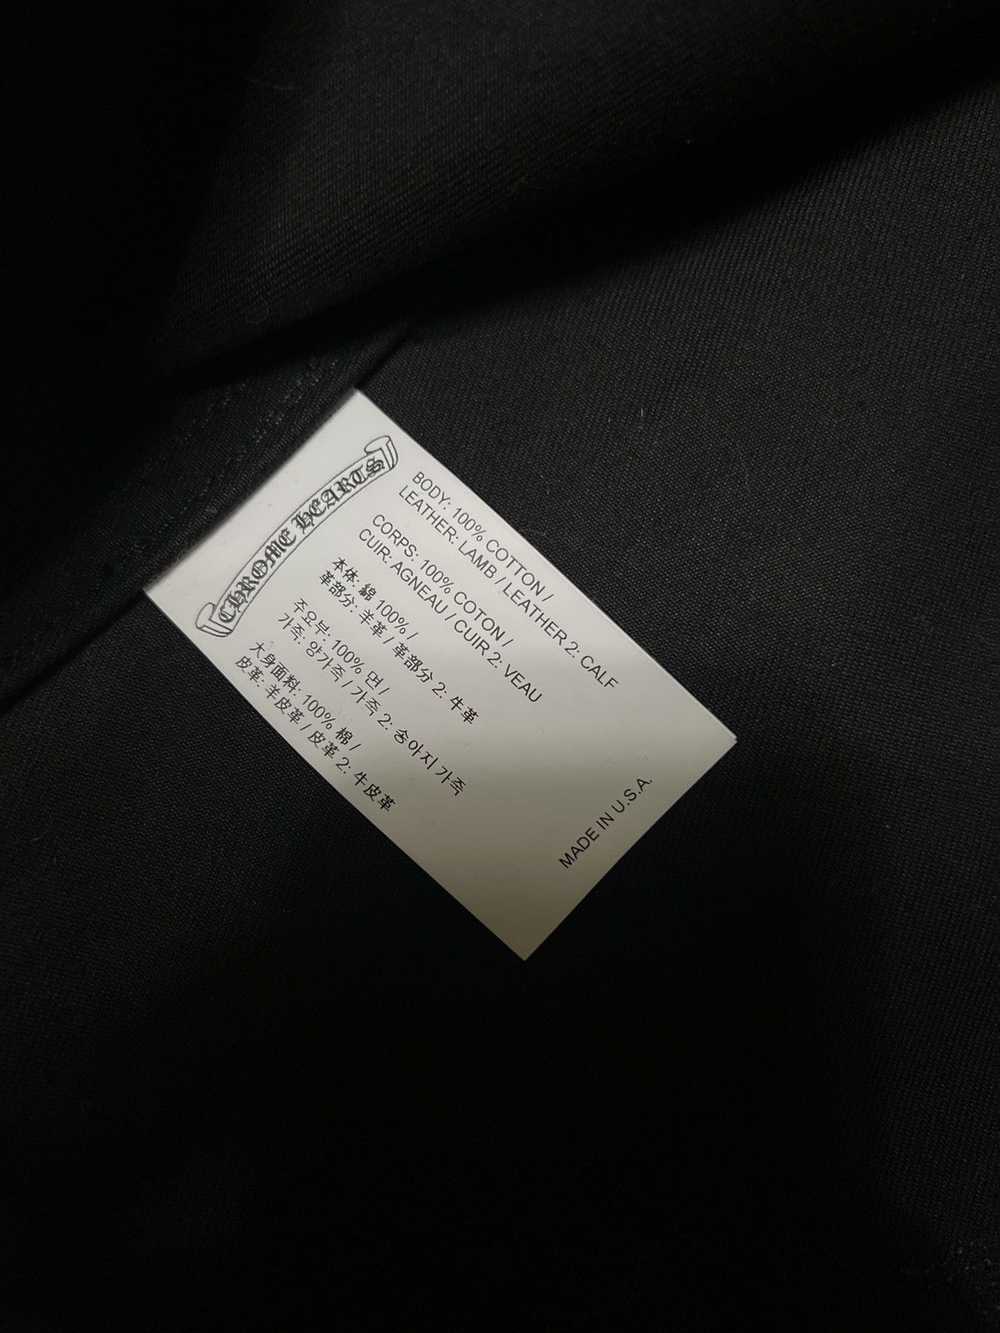 CHROME HEARTS
BODY: 100% COTTON /
LEATHER: LAMB / LEATHER 2: CALF
CORPS: 100% COTON /
CUIR: AGNEAU / CUIR 2: VEAU
本体: 綿 100% /
革部分: 羊革 / 革部分 2: 牛革
주요부: 100% 면 /
가죽: 양가죽 / 가죽 2: 송아지 가죽
大身面料: 100% 棉 /
皮革: 羊皮革 / 皮革 2: 牛皮革
MADE IN U.S.A.